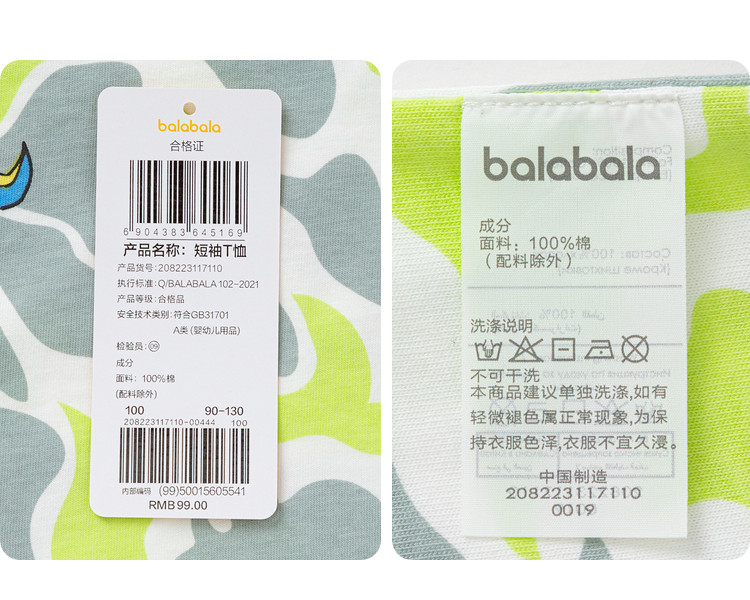 balabala
合格证
6 904383 645169
产品名称：短袖T恤
产品货号：208223117110
执行标准：Q/BALABALA 102-2021
产品等级：合格品
安全技术类别：符合GB31701
A类 (婴幼儿用品)
检验员：
成分
面料：100%棉
(配料除外)
100 90-130
208223117110-00444 100
内部编码 (99)50015605541
RMB99.00
balabala
成分
面料：100%棉
（配料除外）
洗涤说明
不可干洗
本商品建议单独洗涤,如有
轻微褪色属正常现象,为保
持衣服色泽,衣服不宜久浸。
中国制造
208223117110
0019